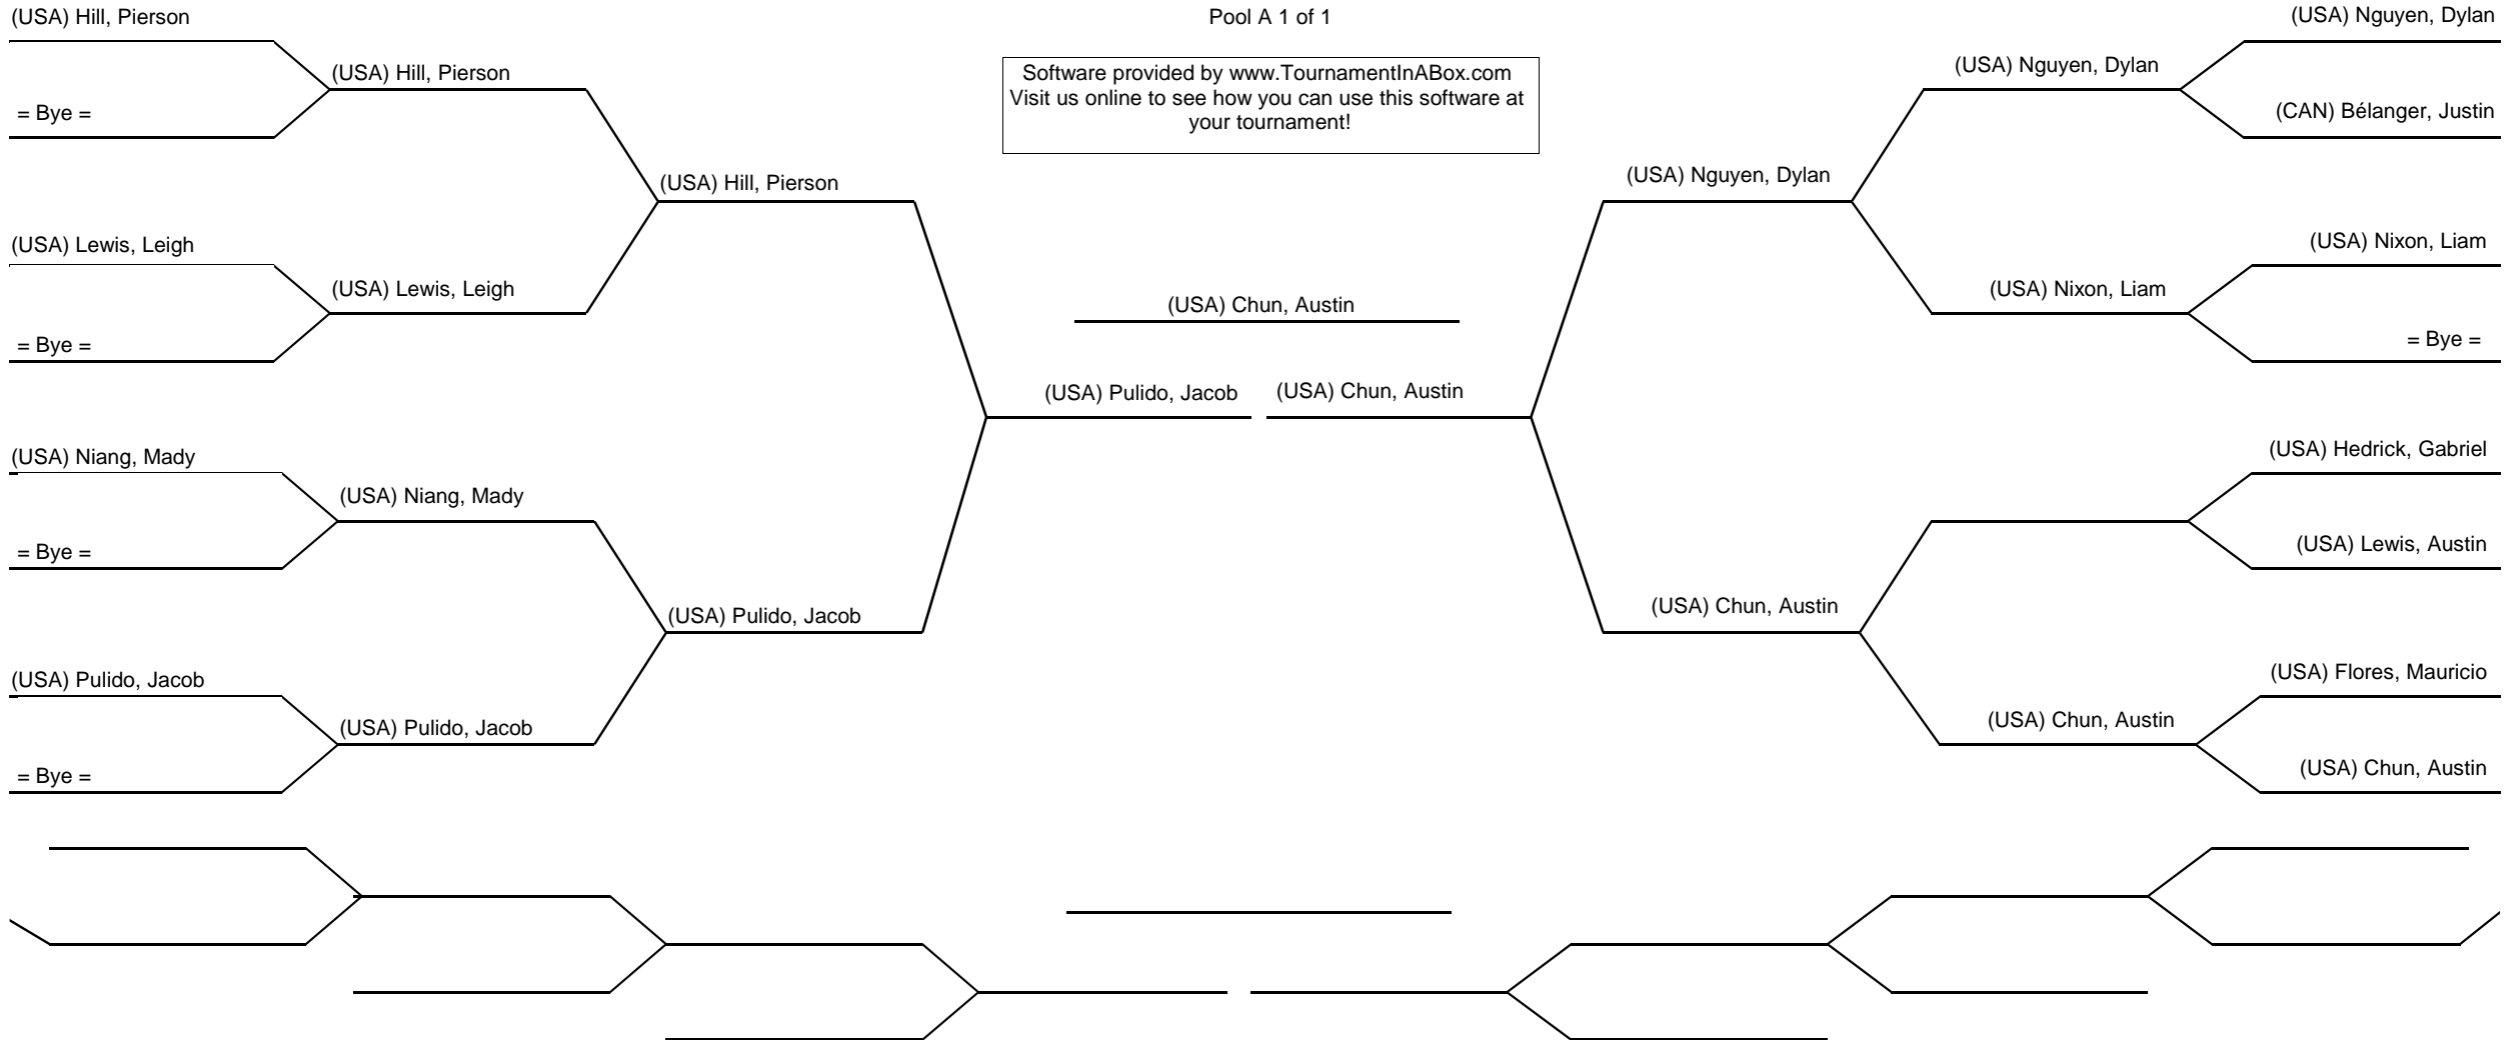 Pool A 1 of 1
Software provided by www.TournamentInABox.com
Visit us online to see how you can use this software at
your tournament!
(USA) Hill, Pierson
= Bye =
(USA) Lewis, Leigh
= Bye =
(USA) Niang, Mady
= Bye =
(USA) Pulido, Jacob
= Bye =
(USA) Hill, Pierson
(USA) Lewis, Leigh
(USA) Niang, Mady
(USA) Pulido, Jacob
(USA) Hill, Pierson
(USA) Pulido, Jacob
(USA) Chun, Austin
(USA) Pulido, Jacob
(USA) Chun, Austin
(USA) Nguyen, Dylan
(USA) Chun, Austin
(USA) Nguyen, Dylan
(USA) Nixon, Liam
(USA) Chun, Austin
(USA) Nguyen, Dylan
(CAN) Bélanger, Justin
(USA) Nixon, Liam
= Bye =
(USA) Hedrick, Gabriel
(USA) Lewis, Austin
(USA) Flores, Mauricio
(USA) Chun, Austin